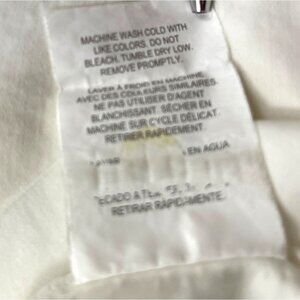 MACHINE WASH COLD WITH
LIKE COLORS. DO NOT
BLEACH. TUMBLE DRY LOW.
REMOVE PROMPTLY.
LAVER À FROID EN MACHINE
AVEC DES COULEURS SIMILAIRES.
NE PAS UTILISER D'AGENT
BLANCHISSANT. SÉCHER EN
MACHINE SUR CYCLE DÉLICAT.
RETIRER RAPIDEMENT.
EN AGUA
RETIRAR RAPIDAMENTE.